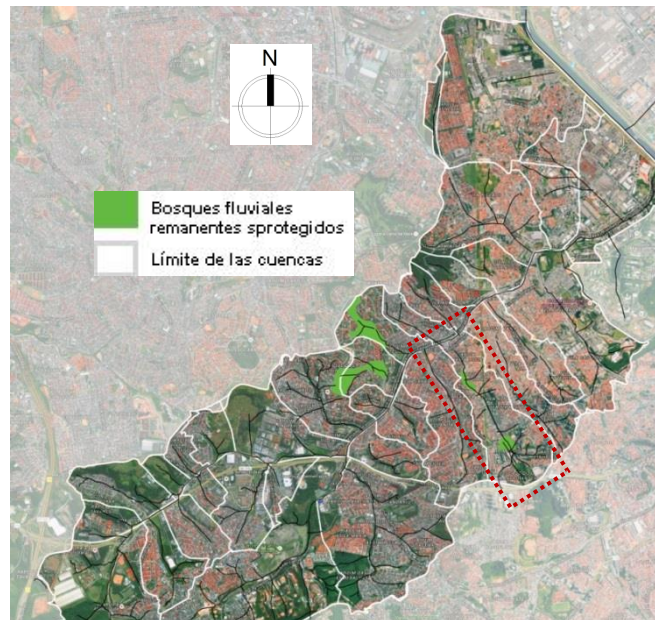 N
Bosques fluviales
remanentes sprotegidos
Límite de las cuencas